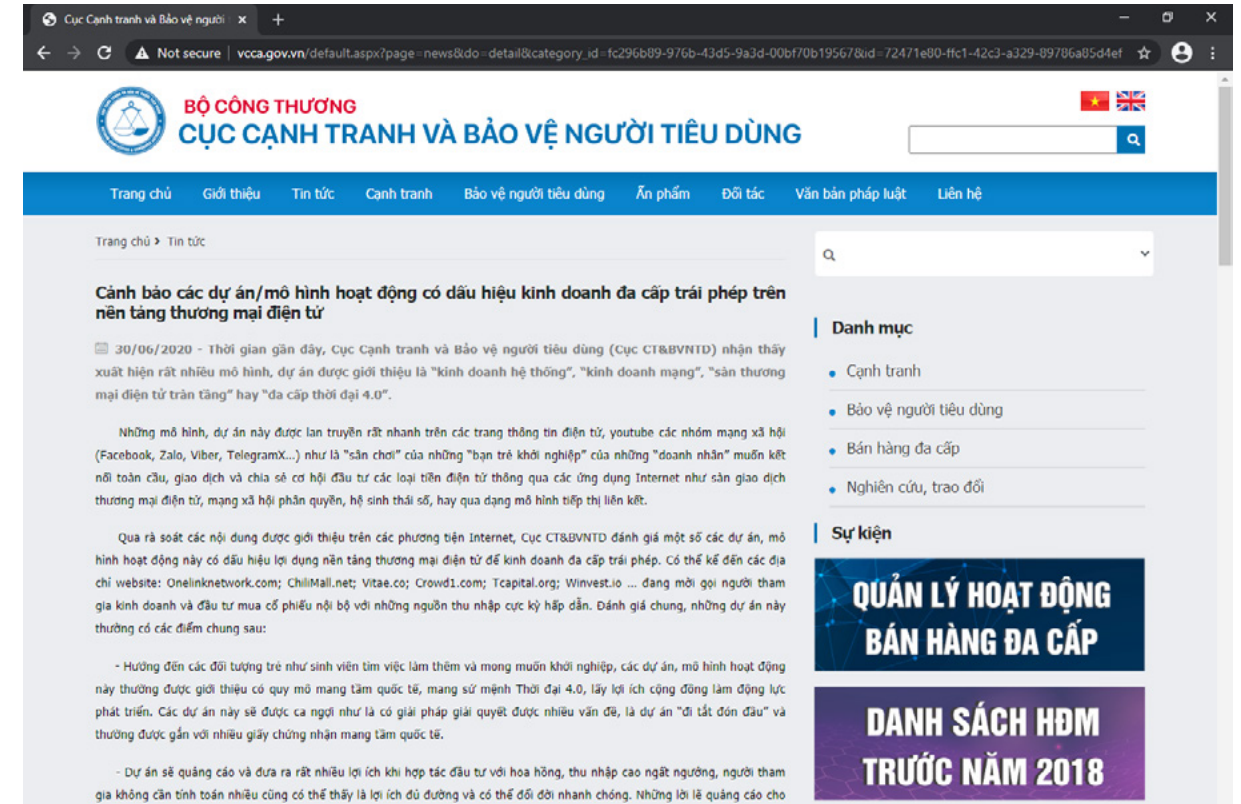 Cục Cạnh tranh và Bảo vệ người
Not secure | vcca.gov.vn/default.aspx?page=news&do=detail&category_id=fc296b89-976b-43d5-9a3d-00bf70b19567&id=72471e80-ffc1-42c3-a329-89786a85d4ef
BỘ CÔNG THƯƠNG
CỤC CẠNH TRANH VÀ BẢO VỆ NGƯỜI TIÊU DÙNG
Trang chủ Giới thiệu Tin tức Cạnh tranh Bảo vệ người tiêu dùng Ấn phẩm Đối tác Văn bản pháp luật Liên hệ
Trang chủ > Tin tức
Cảnh báo các dự án/mô hình hoạt động có dấu hiệu kinh doanh đa cấp trái phép trên
nền tảng thương mại điện tử
30/06/2020 - Thời gian gần đây, Cục Cạnh tranh và Bảo vệ người tiêu dùng (Cục CT&BVNTD) nhận thấy
xuất hiện rất nhiều mô hình, dự án được giới thiệu là "kinh doanh hệ thống", "kinh doanh mạng", "sàn thương
mại điện tử tràn tầng" hay "đa cấp thời đại 4.0".
Những mô hình, dự án này được lan truyền rất nhanh trên các trang thông tin điện tử, youtube các nhóm mạng xã hội
(Facebook, Zalo, Viber, TelegramX...) như là "sân chơi" của những "bạn trẻ khởi nghiệp" của những "doanh nhân" muốn kết
nối toàn cầu, giao dịch và chia sẻ cơ hội đầu tư các loại tiền điện tử thông qua các ứng dụng Internet như sàn giao dịch
thương mại điện tử, mạng xã hội phân quyền, hệ sinh thái số, hay qua dạng mô hình tiếp thị liên kết.
Qua rà soát các nội dung được giới thiệu trên các phương tiện Internet, Cục CT&BVNTD đánh giá một số các dự án, mô
hình hoạt động này có dấu hiệu lợi dụng nền tảng thương mại điện tử để kinh doanh đa cấp trái phép. Có thể kể đến các địa
chỉ website: Onelinknetwork.com; ChiliMall.net; Vitae.co; Crowd1.com; Tcapital.org; Winvest.io ... đang mời gọi người tham
gia kinh doanh và đầu tư mua cổ phiếu nội bộ với những nguồn thu nhập cực kỳ hấp dẫn. Đánh giá chung, những dự án này
thường có các điểm chung sau:
- Hướng đến các đối tượng trẻ như sinh viên tìm việc làm thêm và mong muốn khởi nghiệp, các dự án, mô hình hoạt động
này thường được giới thiệu có quy mô mang tầm quốc tế, mang sứ mệnh Thời đại 4.0, lấy lợi ích cộng đồng làm động lực
phát triển. Các dự án này sẽ được ca ngợi như là có giải pháp giải quyết được nhiều vấn đề, là dự án "đi tắt đón đầu" và
thường được gắn với nhiều giấy chứng nhận mang tầm quốc tế.
- Dự án sẽ quảng cáo và đưa ra rất nhiều lợi ích khi hợp tác đầu tư với hoa hồng, thu nhập cao ngất ngưởng, người tham
gia không cần tính toán nhiều cũng có thể thấy là lợi ích đủ đường và có thể đổi đời nhanh chóng. Những lời lẽ quảng cáo cho
Danh mục
Cạnh tranh
Bảo vệ người tiêu dùng
Bán hàng đa cấp
Nghiên cứu, trao đổi
Sự kiện
QUẢN LÝ HOẠT ĐỘNG
BÁN HÀNG ĐA CẤP
DANH SÁCH HĐM
TRƯỚC NĂM 2018